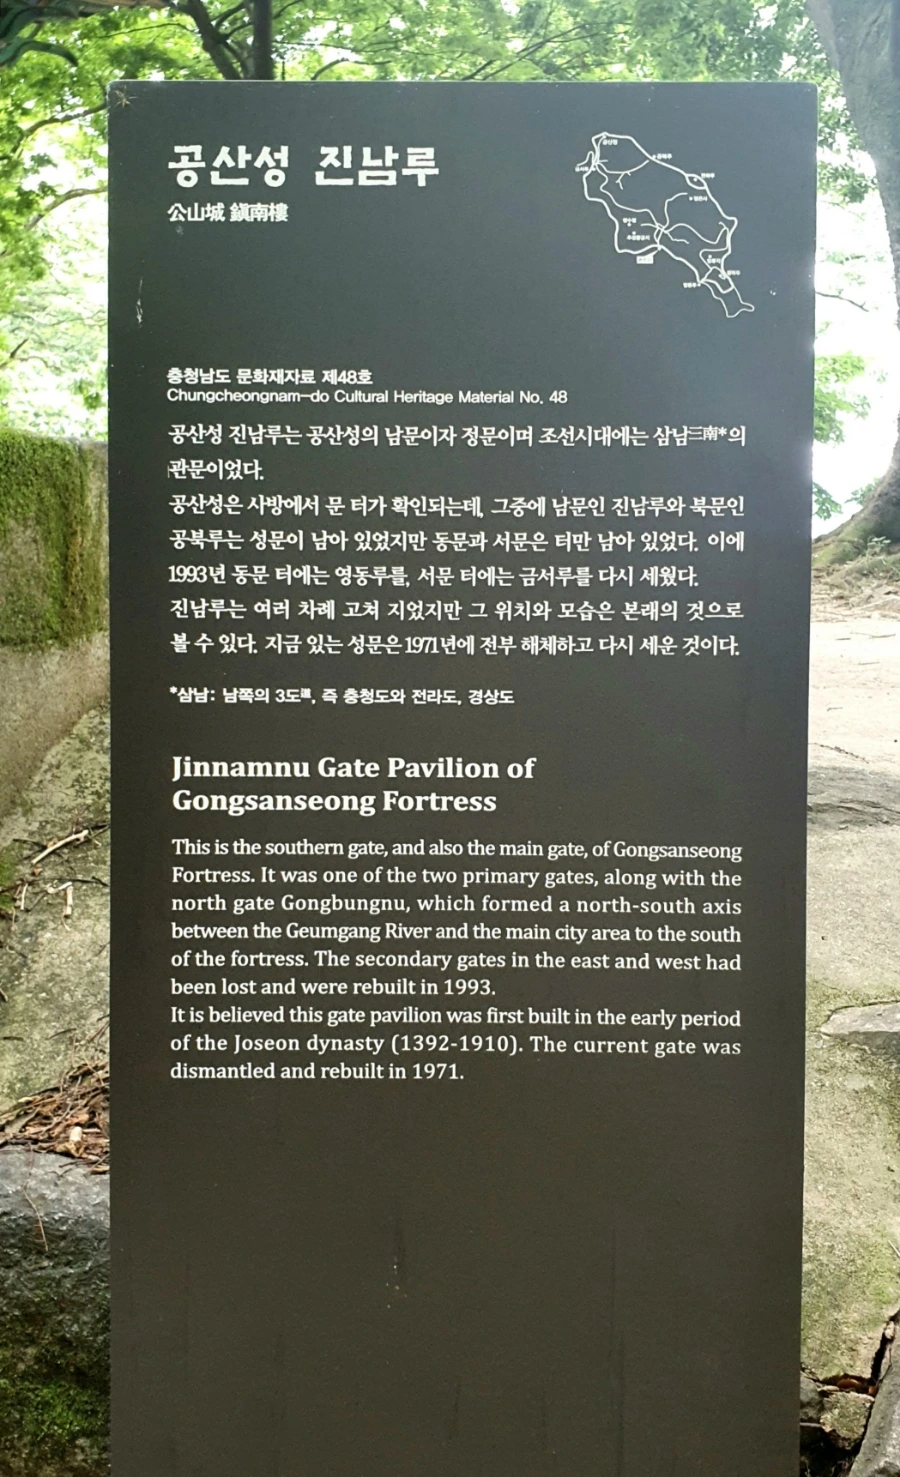 공산성 진남루
公山城 鎭南樓
충청남도 문화재자료 제48호
Chungcheongnam-do Cultural Heritage Material No. 48
공산성 진남루는 공산성의 남문이자 정문이며 조선시대에는 삼남三南*의
관문이었다.
공산성은 사방에서 문 터가 확인되는데, 그중에 남문인 진남루와 북문인
공북루는 성문이 남아 있었지만 동문과 서문은 터만 남아 있었다. 이에
1993년 동문 터에는 영동루를, 서문 터에는 금서루를 다시 세웠다.
진남루는 여러 차례 고쳐 지었지만 그 위치와 모습은 본래의 것으로
볼 수 있다. 지금 있는 성문은 1971년에 전부 해체하고 다시 세운 것이다.
*삼남: 남쪽의 3도道, 즉 충청도와 전라도, 경상도
Jinnamnu Gate Pavilion of
Gongsanseong Fortress
This is the southern gate, and also the main gate, of Gongsanseong
Fortress. It was one of the two primary gates, along with the
north gate Gongbungnu, which formed a north-south axis
between the Geumgang River and the main city area to the south
of the fortress. The secondary gates in the east and west had
been lost and were rebuilt in 1993.
It is believed this gate pavilion was first built in the early period
of the Joseon dynasty (1392-1910). The current gate was
dismantled and rebuilt in 1971.